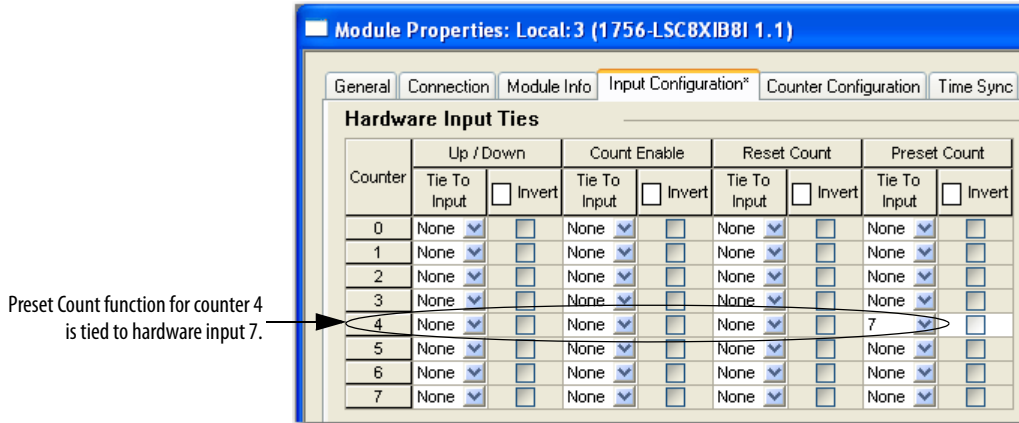 Module Properties: Local:3 (1756-LSC8XIB8I 1.1)
General Connection Module Info Input Configuration* Counter Configuration Time Sync
Hardware Input Ties
Counter Up / Down Count Enable Reset Count Preset Count
Tie To Input Invert Tie To Input Invert Tie To Input Invert Tie To Input Invert
0 None None None None
1 None None None None
2 None None None None
3 None None None None
4 None None None 7
5 None None None None
6 None None None None
7 None None None None
Preset Count function for counter 4
is tied to hardware input 7.